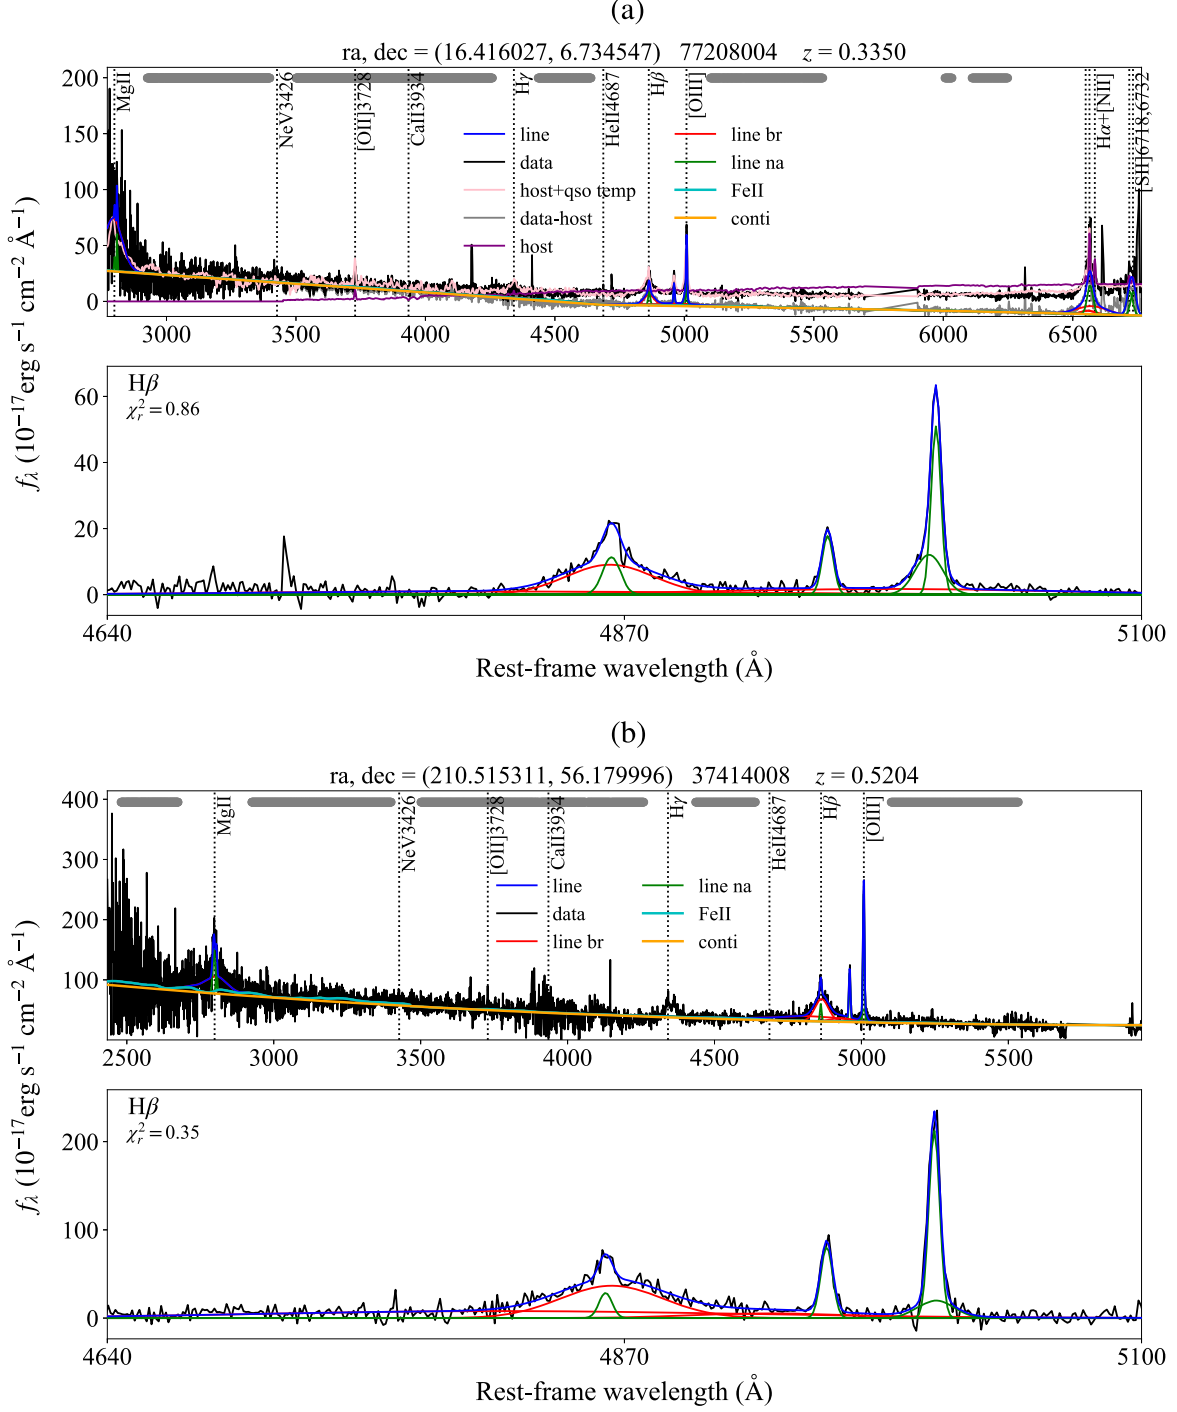 (a)
ra, dec = (16.416027, 6.734547) 77208004 z = 0.3350
200
150
100
50
0
MgII
NeV3426
[OII]3728
CaII3934
Hγ
HeII4687
Hβ
[OIII]
Hα+[NII]
[SII]6718,6732
line
data
host+qso temp
data-host
host
line br
line na
FeII
conti
3000 3500 4000 4500 5000 5500 6000 6500
Hβ
χ²ᵣ = 0.86
60
40
20
0
4640 4870 5100
Rest-frame wavelength (Å)
fλ (10⁻¹⁷erg s⁻¹ cm⁻² Å⁻¹)
(b)
ra, dec = (210.515311, 56.179996) 37414008 z = 0.5204
400
300
200
100
MgII
NeV3426
[OII]3728
CaII3934
Hγ
HeII4687
Hβ
[OIII]
line
data
line br
line na
FeII
conti
2500 3000 3500 4000 4500 5000 5500
Hβ
χ²ᵣ = 0.35
200
100
0
4640 4870 5100
Rest-frame wavelength (Å)
fλ (10⁻¹⁷erg s⁻¹ cm⁻² Å⁻¹)